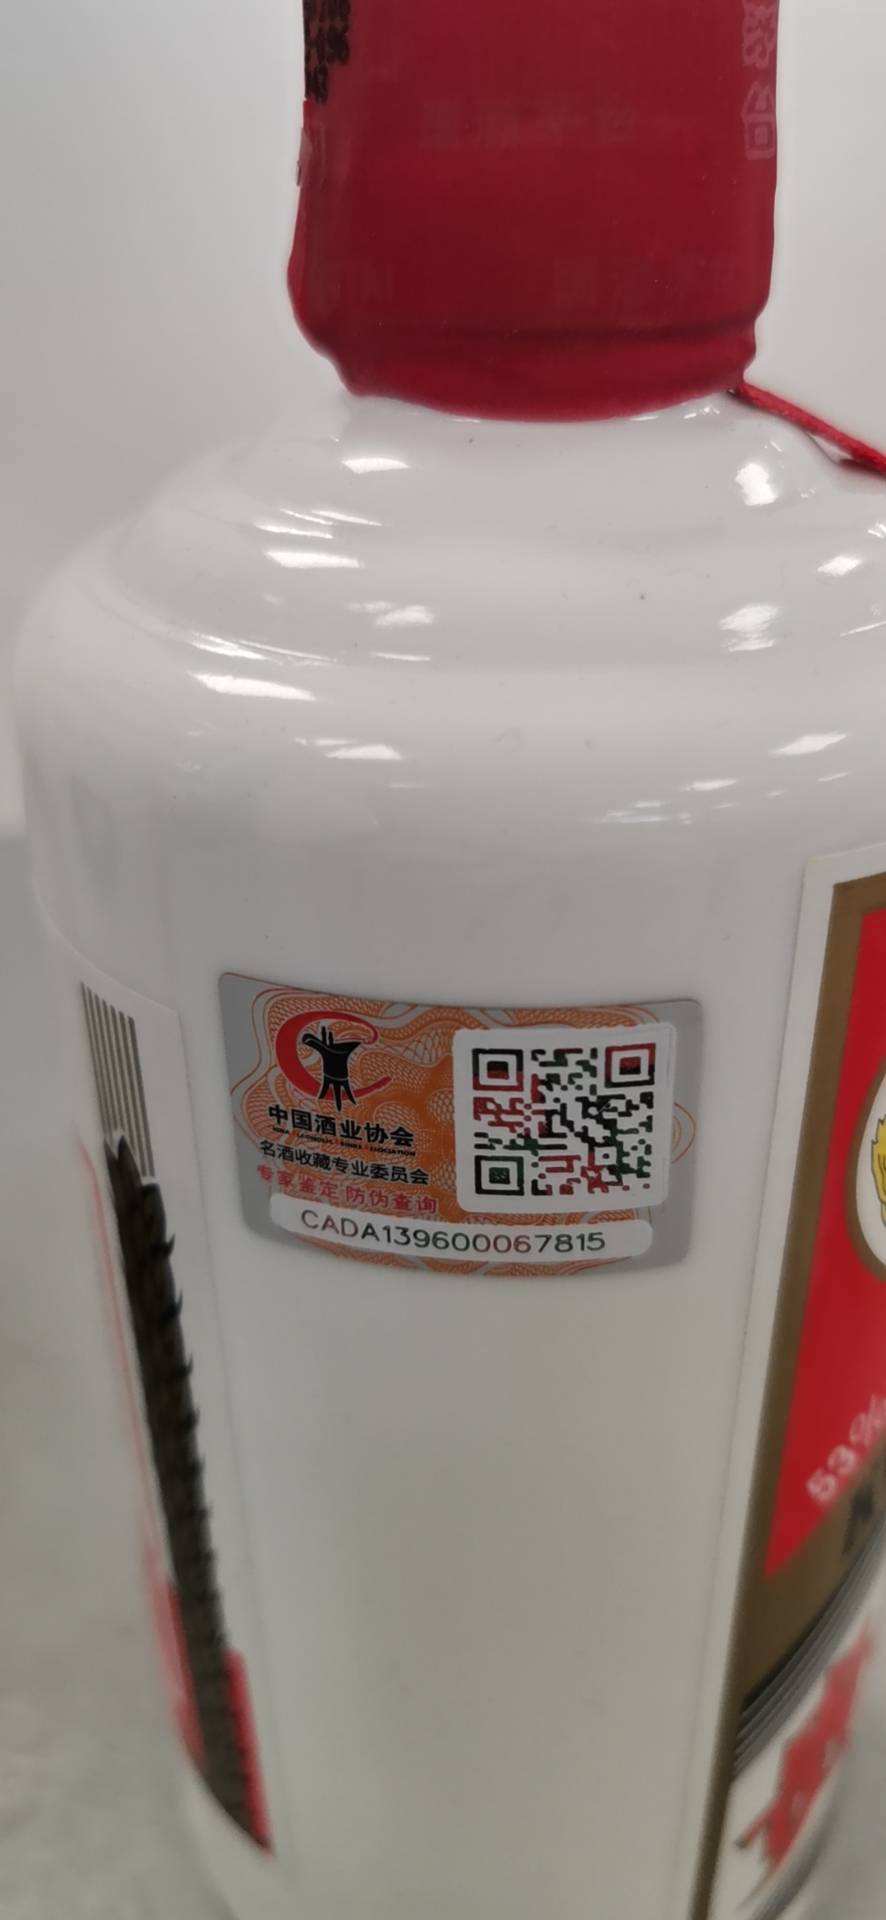 中国酒业协会
名酒收藏专业委员会
专家鉴定 防伪查询
CADA139600067815
53%